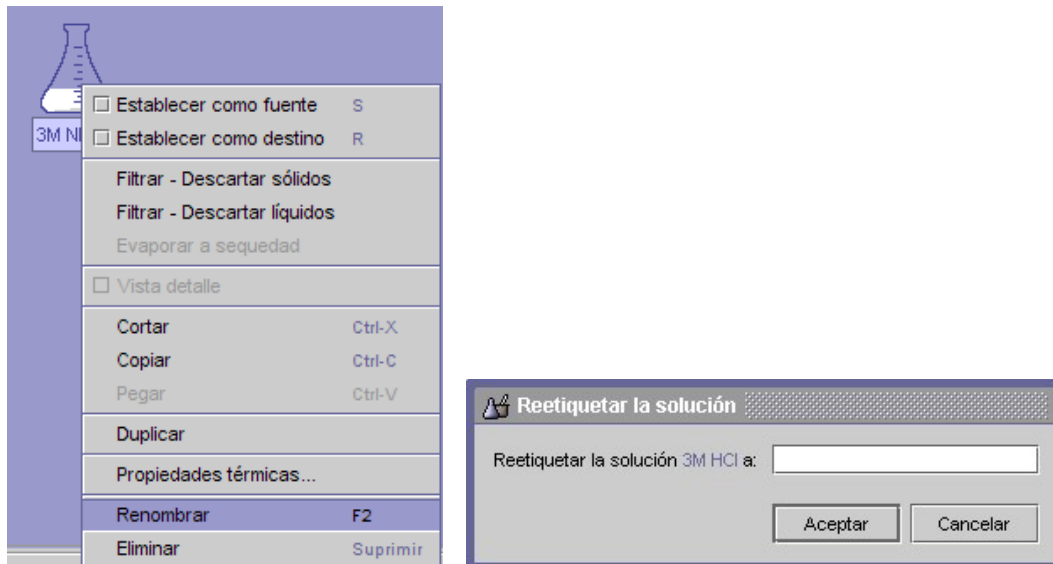 3M N
Establecer como fuente S
Establecer como destino R
Filtrar - Descartar sólidos
Filtrar - Descartar líquidos
Evaporar a sequedad
Vista detalle
Cortar Ctrl-X
Copiar Ctrl-C
Pegar Ctrl-V
Duplicar
Propiedades térmicas...
Renombrar F2
Eliminar Suprimir
Reetiquetar la solución
Reetiquetar la solución 3M HCl a:
Aceptar Cancelar